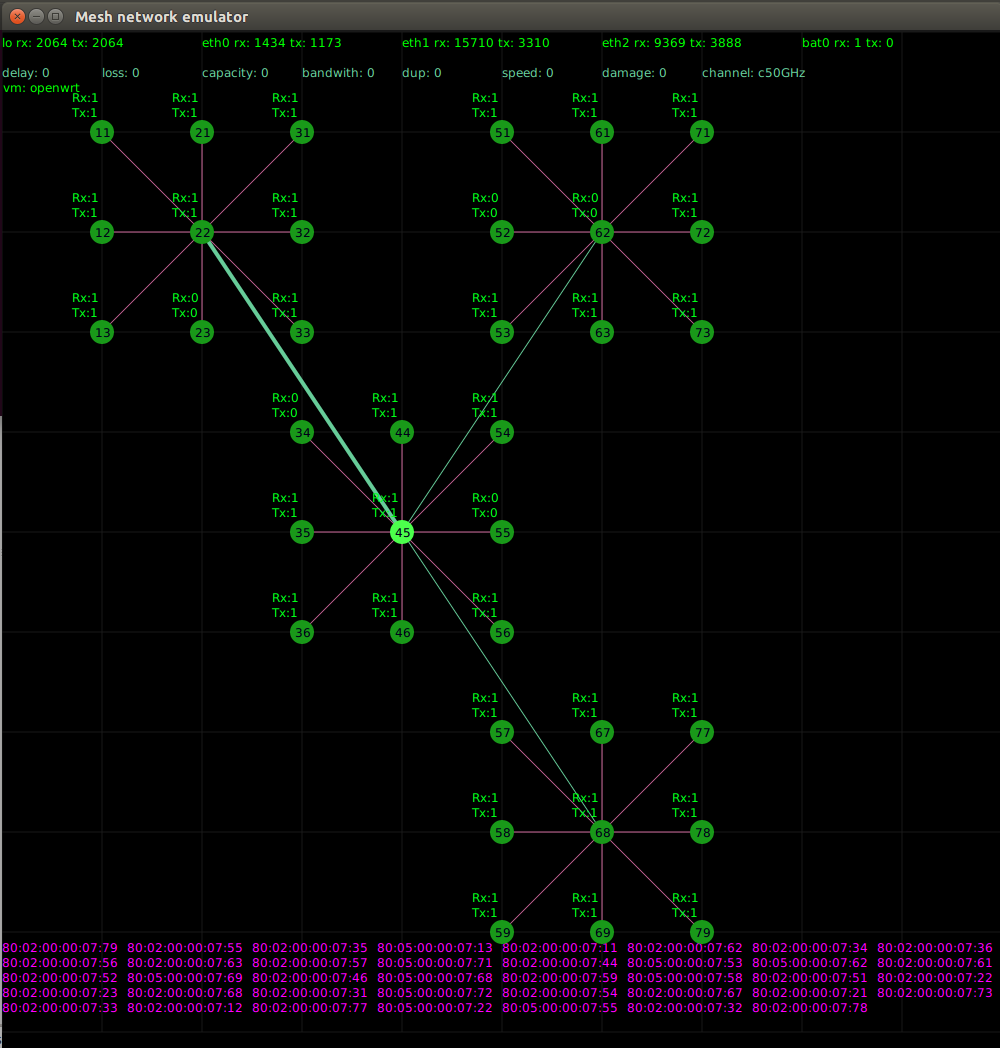 Mesh network emulator
lo rx: 2064 tx: 2064 eth0 rx: 1434 tx: 1173 eth1 rx: 15710 tx: 3310 eth2 rx: 9369 tx: 3888 bat0 rx: 1 tx: 0
delay: 0 loss: 0 capacity: 0 bandwith: 0 dup: 0 speed: 0 damage: 0 channel: c50GHz
vm: openwrt
Rx:1 Rx:1 Rx:1 Rx:1 Rx:1 Rx:1
Tx:1 Tx:1 Tx:1 Tx:1 Tx:1 Tx:1
11 21 31 51 61 71
Rx:1 Rx:1 Rx:1 Rx:0 Rx:0 Rx:1
Tx:1 Tx:1 Tx:1 Tx:0 Tx:0 Tx:1
12 22 32 52 62 72
Rx:1 Rx:0 Rx:1 Rx:1 Rx:1 Rx:1
Tx:1 Tx:0 Tx:1 Tx:1 Tx:1 Tx:1
13 23 33 53 63 73
Rx:0 Rx:1 Rx:1
Tx:0 Tx:1 Tx:1
34 44 54
Rx:1 Rx:1 Rx:0
Tx:1 Tx:1 Tx:0
35 45 55
Rx:1 Rx:1 Rx:1
Tx:1 Tx:1 Tx:1
36 46 56
Rx:1 Rx:1 Rx:1
Tx:1 Tx:1 Tx:1
57 67 77
Rx:1 Rx:1 Rx:1
Tx:1 Tx:1 Tx:1
58 68 78
Rx:1 Rx:1 Rx:1
Tx:1 Tx:1 Tx:1
59 69 79
80:02:00:00:07:79 80:02:00:00:07:55 80:02:00:00:07:35 80:05:00:00:07:13 80:02:00:00:07:11 80:02:00:00:07:62 80:02:00:00:07:34 80:02:00:00:07:36
80:02:00:00:07:56 80:02:00:00:07:63 80:02:00:00:07:57 80:05:00:00:07:71 80:02:00:00:07:44 80:05:00:00:07:53 80:05:00:00:07:62 80:02:00:00:07:61
80:02:00:00:07:52 80:05:00:00:07:69 80:02:00:00:07:46 80:05:00:00:07:68 80:02:00:00:07:59 80:05:00:00:07:58 80:02:00:00:07:51 80:02:00:00:07:22
80:02:00:00:07:23 80:02:00:00:07:68 80:02:00:00:07:31 80:05:00:00:07:72 80:02:00:00:07:54 80:02:00:00:07:67 80:02:00:00:07:21 80:02:00:00:07:73
80:02:00:00:07:33 80:02:00:00:07:12 80:02:00:00:07:77 80:05:00:00:07:22 80:05:00:00:07:55 80:02:00:00:07:32 80:02:00:00:07:78